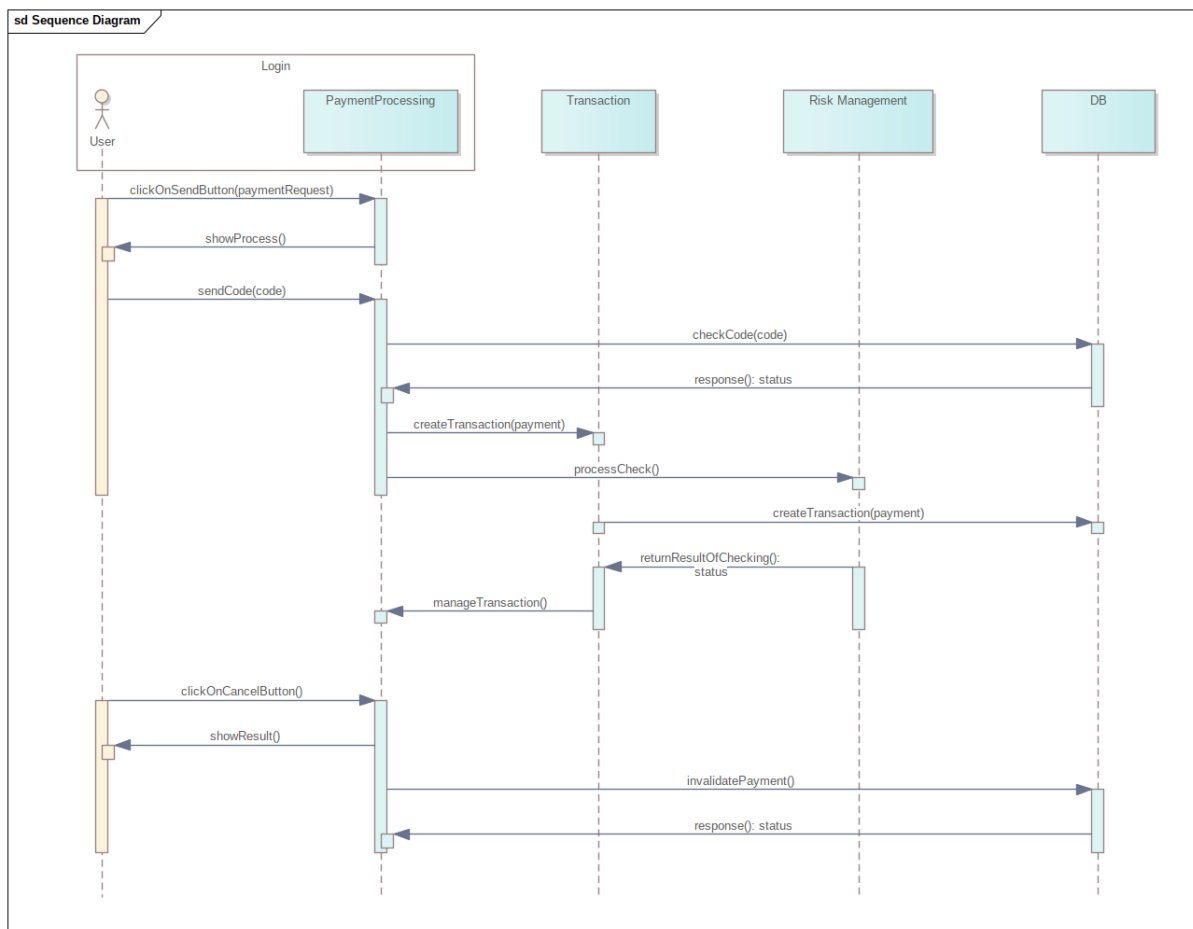 sd Sequence Diagram
Login
User
PaymentProcessing
Transaction
Risk Management
DB
clickOnSendButton(paymentRequest)
showProcess()
sendCode(code)
checkCode(code)
response(): status
createTransaction(payment)
processCheck()
createTransaction(payment)
returnResultOfChecking():
status
manageTransaction()
clickOnCancelButton()
showResult()
invalidatePayment()
response(): status